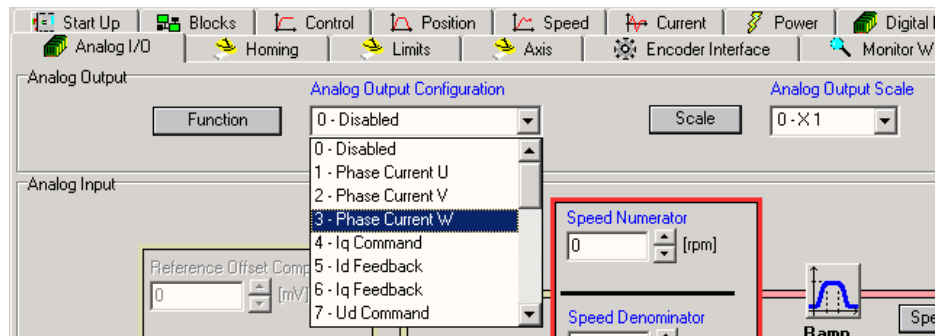 Start Up Blocks Control Position Speed Current Power Digital
Analog I/O Homing Limits Axis Encoder Interface Monitor W
Analog Output
Analog Output Configuration Analog Output Scale
Function 0 - Disabled Scale 0 - X 1
0 - Disabled
1 - Phase Current U
2 - Phase Current V
3 - Phase Current W
4 - Iq Command
5 - Id Feedback
6 - Iq Feedback
7 - Ud Command
Analog Input
Reference Offset Comp
0 [mV]
Speed Numerator
0 [rpm]
Speed Denominator
Ramp
Spe